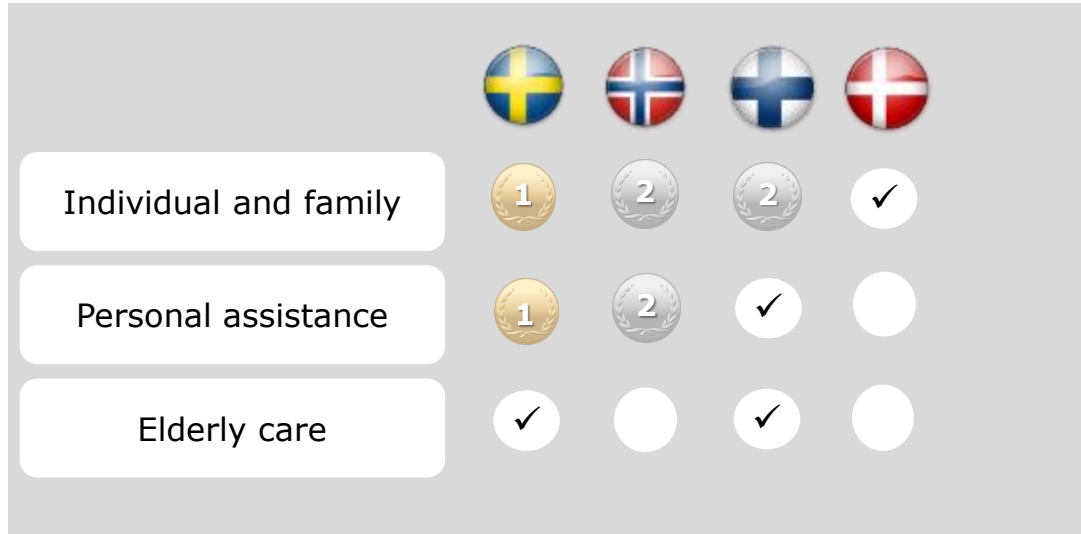 Individual and family 1 2 2 ✓
Personal assistance 1 2 ✓
Elderly care ✓ ✓